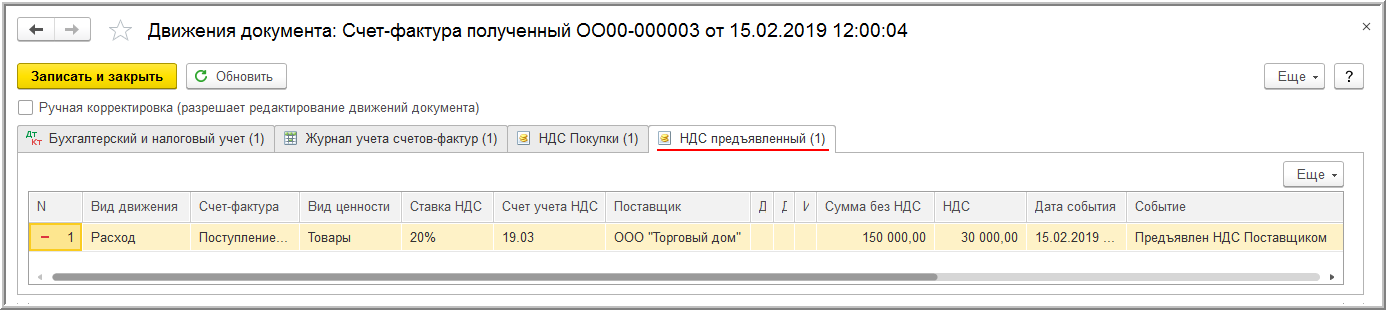 Движения документа: Счет-фактура полученный ОО00-000003 от 15.02.2019 12:00:04
Записать и закрыть Обновить Еще ?
Ручная корректировка (разрешает редактирование движений документа)
Дт Кт Бухгалтерский и налоговый учет (1) Журнал учета счетов-фактур (1) НДС Покупки (1) НДС предъявленный (1)
Еще
N Вид движения Счет-фактура Вид ценности Ставка НДС Счет учета НДС Поставщик Д Д И Сумма без НДС НДС Дата события Событие
1 Расход Поступление... Товары 20% 19.03 ООО "Торговый дом" 150 000,00 30 000,00 15.02.2019 ... Предъявлен НДС Поставщиком